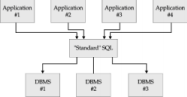 Application
#1
Application
#2
Application
#3
Application
#4
"Standard" SQL
DBMS
#1
DBMS
#2
DBMS
#3